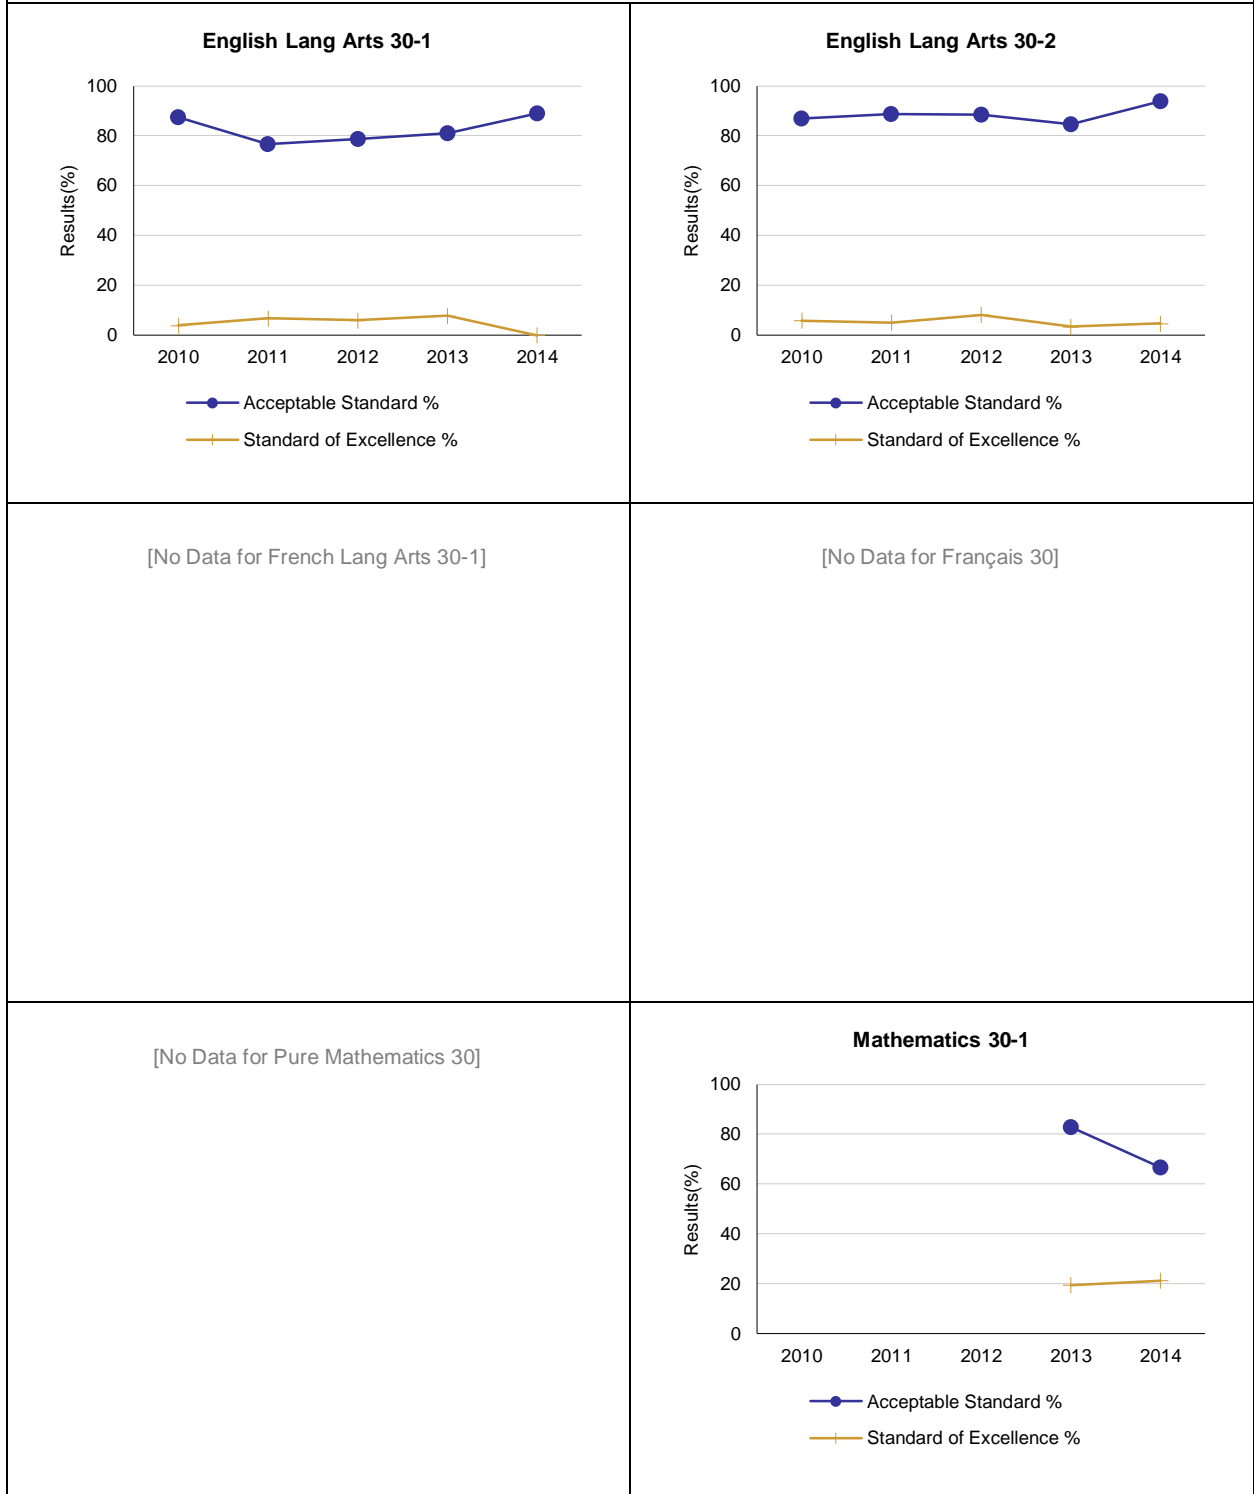 English Lang Arts 30-1
100
80
60
40
20
0
Results(%)
2010 2011 2012 2013 2014
Acceptable Standard %
Standard of Excellence %
English Lang Arts 30-2
100
80
60
40
20
0
Results(%)
2010 2011 2012 2013 2014
Acceptable Standard %
Standard of Excellence %
[No Data for French Lang Arts 30-1]
[No Data for Français 30]
[No Data for Pure Mathematics 30]
Mathematics 30-1
100
80
60
40
20
0
Results(%)
2010 2011 2012 2013 2014
Acceptable Standard %
Standard of Excellence %